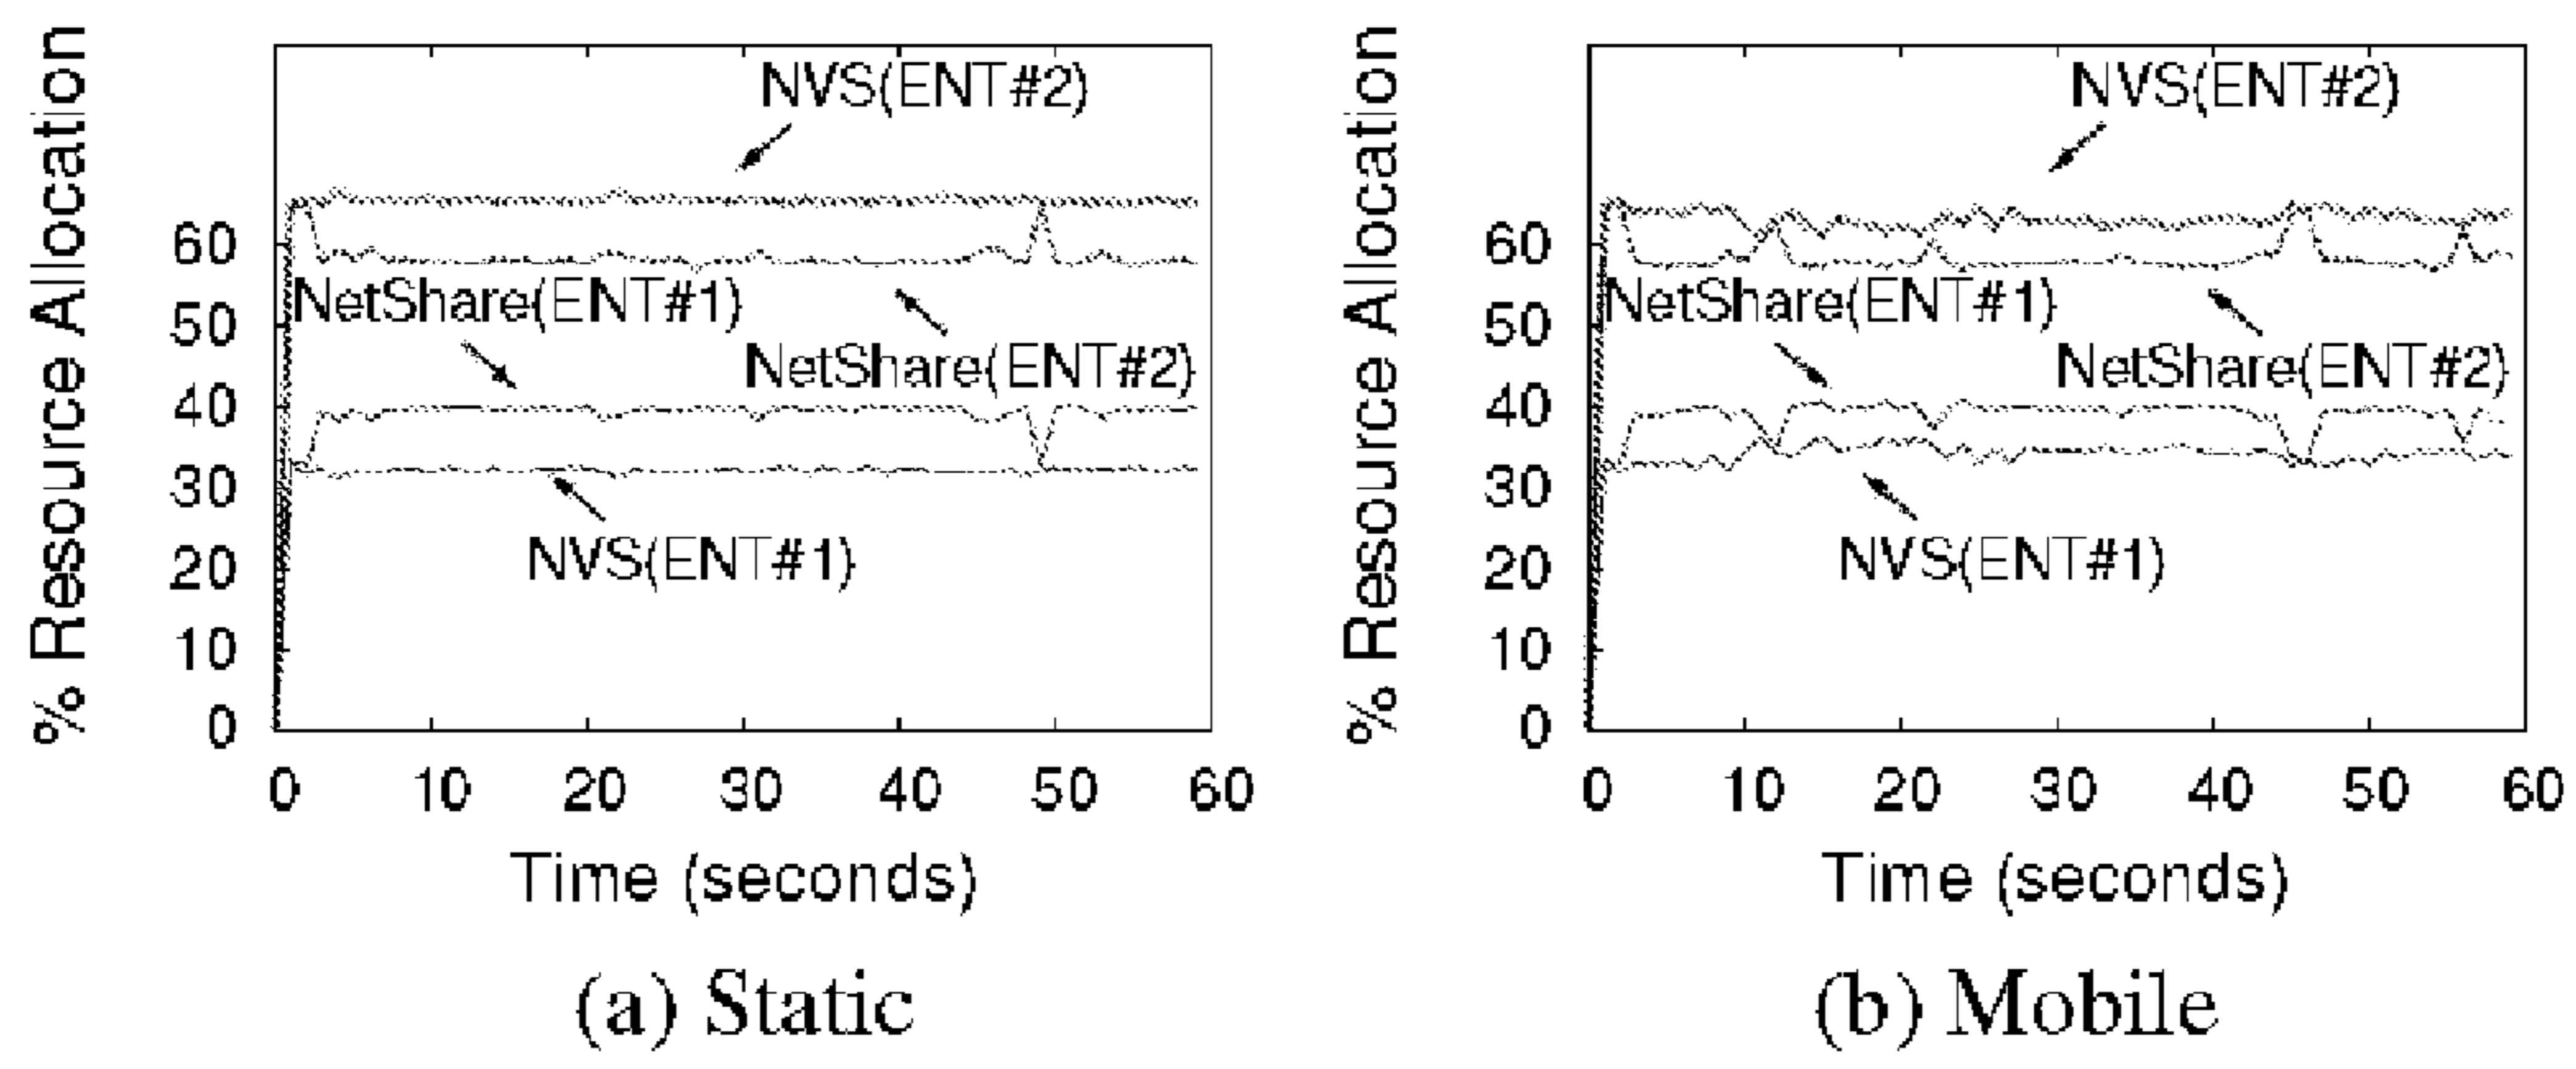 % Resource Allocation
60
50
40
30
20
10
0
NVS(ENT#2)
NetShare(ENT#1)
NetShare(ENT#2)
NVS(ENT#1)
0 10 20 30 40 50 60
Time (seconds)
(a) Static
% Resource Allocation
60
50
40
30
20
10
0
NVS(ENT#2)
NetShare(ENT#1)
NetShare(ENT#2)
NVS(ENT#1)
0 10 20 30 40 50 60
Time (seconds)
(b) Mobile